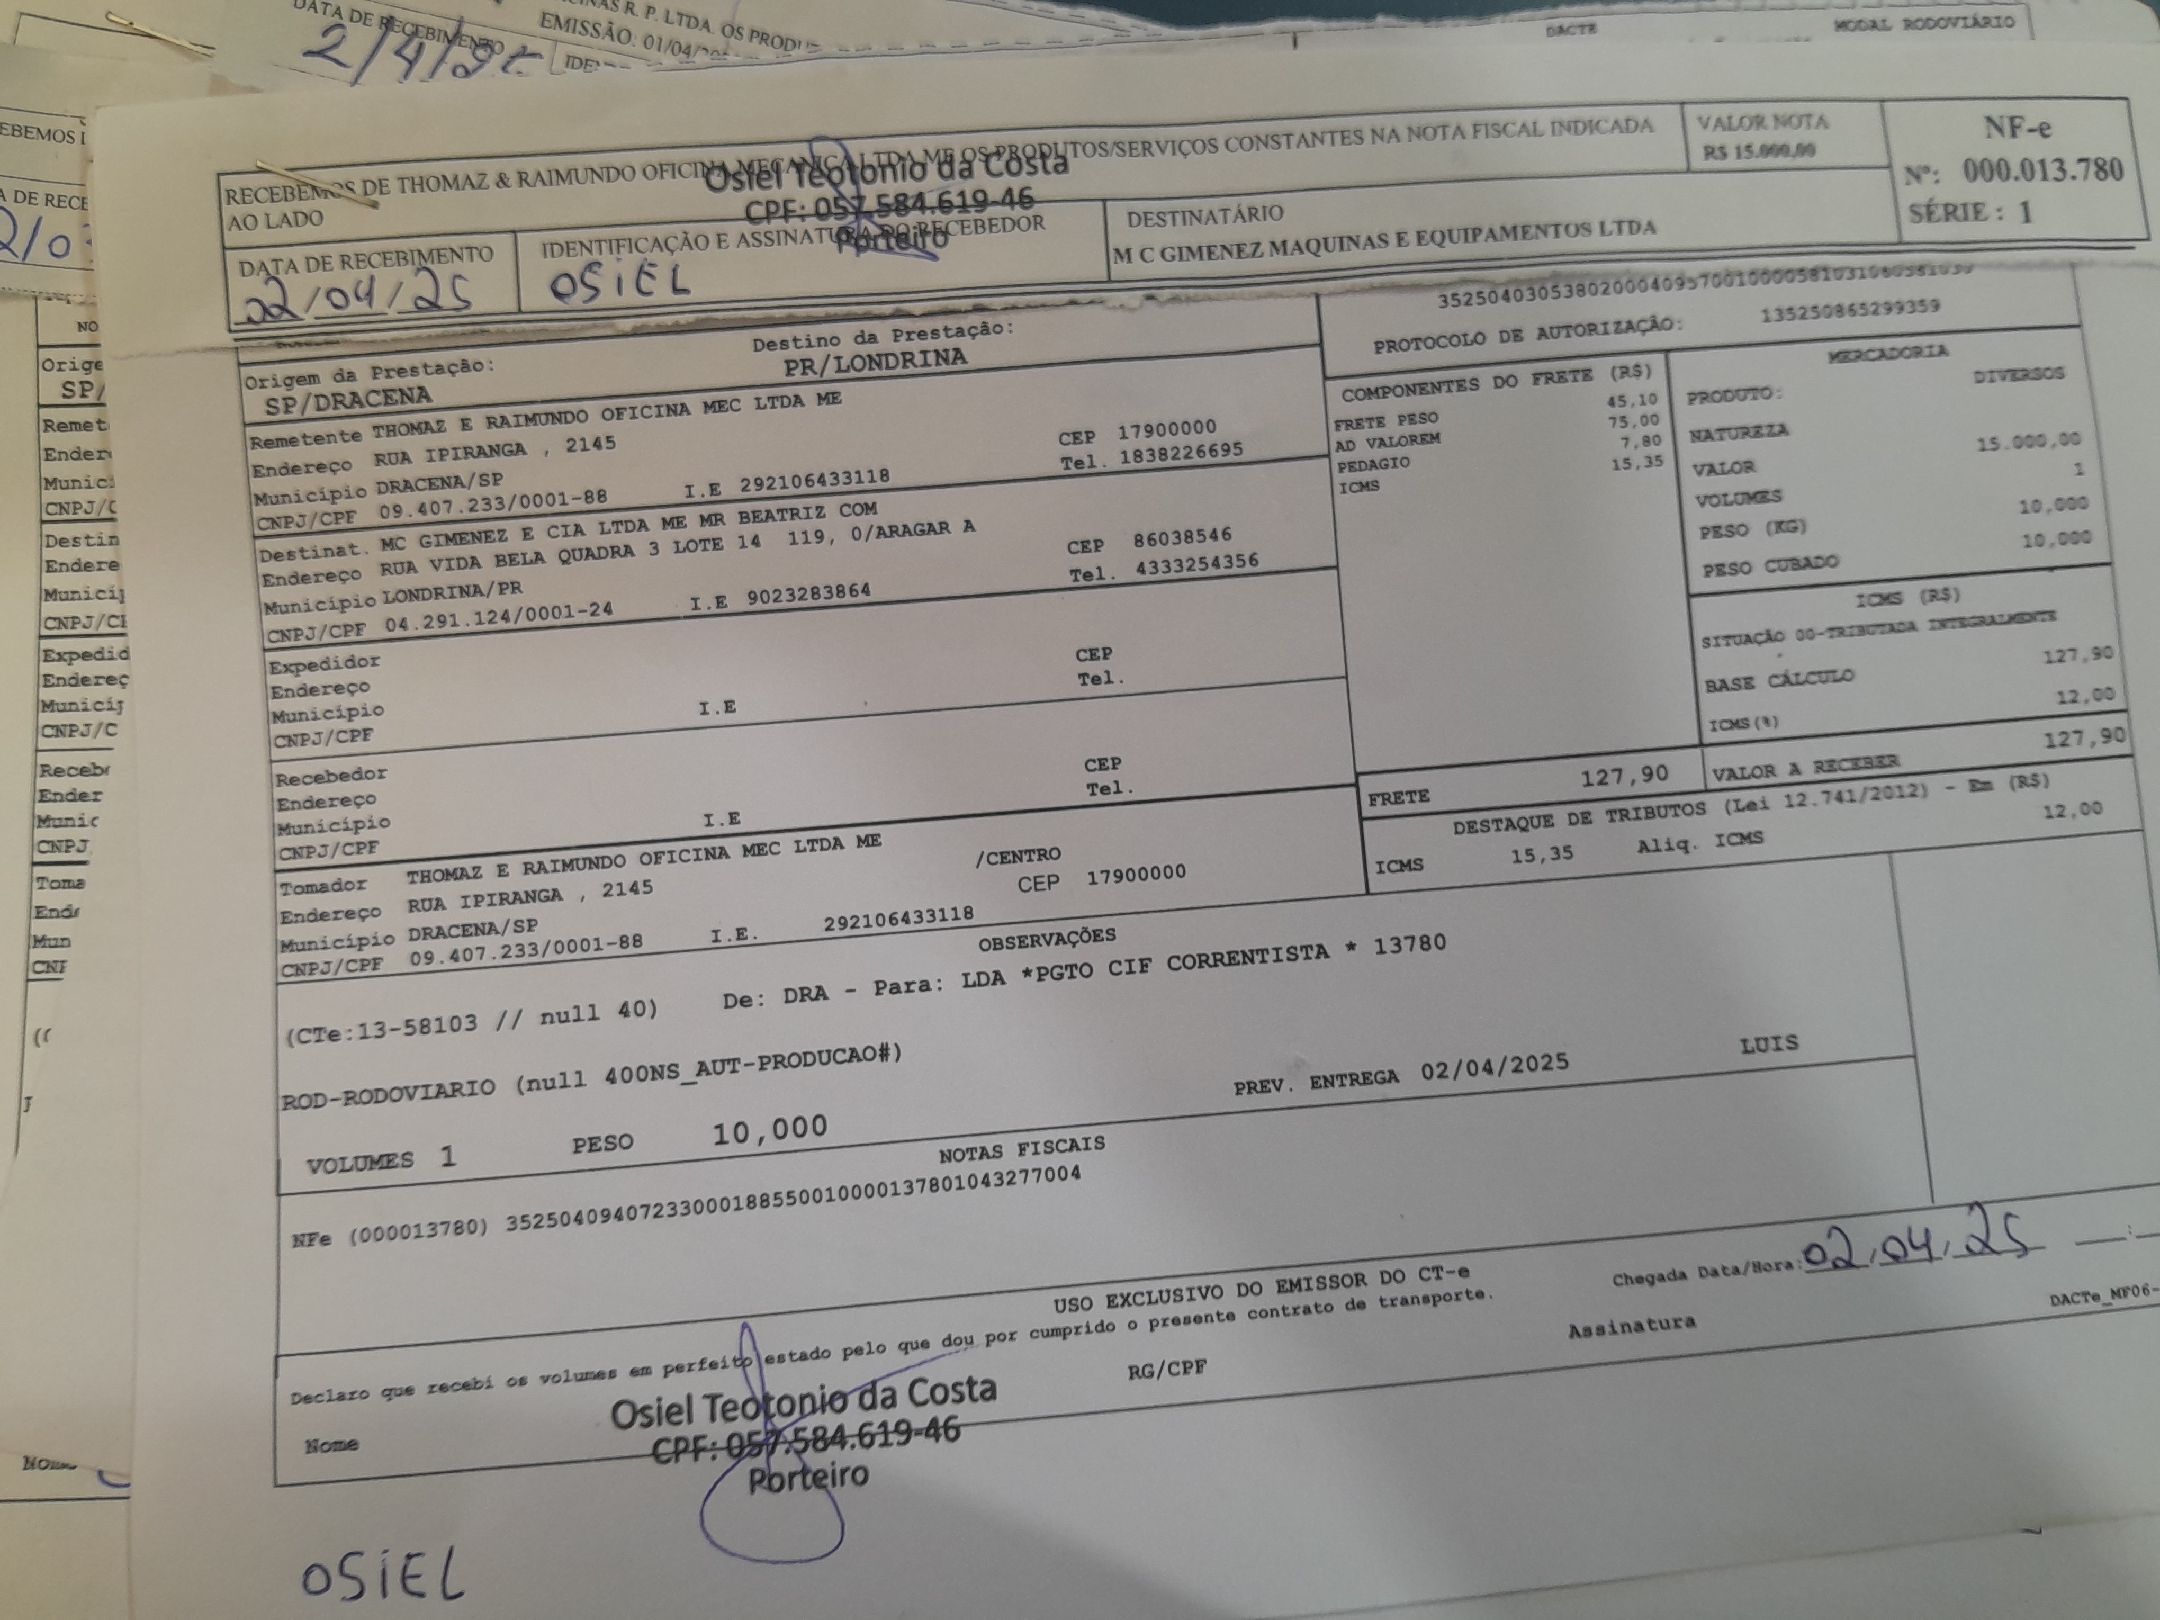 DATA DE RECEBIMENTO
2/4/25
R. P. LTDA. OS PRODU
EMISSÃO: 01/04/
DACTE
MODAL RODOVIÁRIO
EBEMOS
A DE RECE
RECEBEMOS DE THOMAZ & RAIMUNDO OFICINA MECANICA LTDA ME OS PRODUTOS/SERVIÇOS CONSTANTES NA NOTA FISCAL INDICADA
AO LADO
VALOR NOTA
R$ 15.000,00
NF-e
Nº: 000.013.780
SÉRIE : 1
Osiel Teotonio da Costa
CPF: 057.584.619-46
Porteiro
DATA DE RECEBIMENTO
02/04/25
IDENTIFICAÇÃO E ASSINATURA DO RECEBEDOR
OSIEL
DESTINATÁRIO
M C GIMENEZ MAQUINAS E EQUIPAMENTOS LTDA
PROTOCOLO DE AUTORIZAÇÃO: 135250865299359
Origem da Prestação:
SP/DRACENA
Destino da Prestação:
PR/LONDRINA
Remetente THOMAZ E RAIMUNDO OFICINA MEC LTDA ME
Endereço RUA IPIRANGA , 2145 CEP 17900000
Município DRACENA/SP Tel. 1838226695
CNPJ/CPF 09.407.233/0001-88 I.E 292106433118
Destinat. MC GIMENEZ E CIA LTDA ME MR BEATRIZ COM
Endereço RUA VIDA BELA QUADRA 3 LOTE 14 119, 0/ARAGAR A CEP 86038546
Município LONDRINA/PR Tel. 4333254356
CNPJ/CPF 04.291.124/0001-24 I.E 9023283864
Expedidor
Endereço CEP
Município Tel.
CNPJ/CPF I.E
Recebedor
Endereço CEP
Município Tel.
CNPJ/CPF I.E
Tomador THOMAZ E RAIMUNDO OFICINA MEC LTDA ME
Endereço RUA IPIRANGA , 2145 /CENTRO
Município DRACENA/SP CEP 17900000
CNPJ/CPF 09.407.233/0001-88 I.E. 292106433118
COMPONENTES DO FRETE (R$)
FRETE PESO 45,10
AD VALOREM 75,00
PEDAGIO 7,80
ICMS 15,35
MERCADORIA
PRODUTO: DIVERSOS
NATUREZA
VALOR 15.000,00
VOLUMES 1
PESO (KG) 10,000
PESO CUBADO 10,000
ICMS (R$)
SITUAÇÃO 00-TRIBUTADA INTEGRALMENTE
BASE CÁLCULO 127,90
ICMS(%) 12,00
FRETE 127,90
VALOR A RECEBER 127,90
DESTAQUE DE TRIBUTOS (Lei 12.741/2012) - Em (R$)
ICMS 15,35 Aliq. ICMS 12,00
OBSERVAÇÕES
(CTe:13-58103 // null 40) De: DRA - Para: LDA *PGTO CIF CORRENTISTA * 13780
ROD-RODOVIARIO (null 400NS_AUT-PRODUCAO#)
VOLUMES 1 PESO 10,000 PREV. ENTREGA 02/04/2025 LUIS
NOTAS FISCAIS
NFe (000013780) 35250409407233000188550010000137801043277004
USO EXCLUSIVO DO EMISSOR DO CT-e
Declaro que recebi os volumes em perfeito estado pelo que dou por cumprido o presente contrato de transporte.
Chegada Data/Hora: 02/04/25
Nome
RG/CPF
Assinatura
DACTe_MF06-
Osiel Teotonio da Costa
CPF: 057.584.619-46
Porteiro
OSIEL